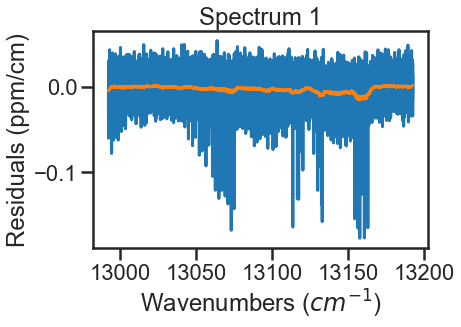 Spectrum 1
Residuals (ppm/cm)
0.0
−0.1
13000 13050 13100 13150 13200
Wavenumbers (cm⁻¹)